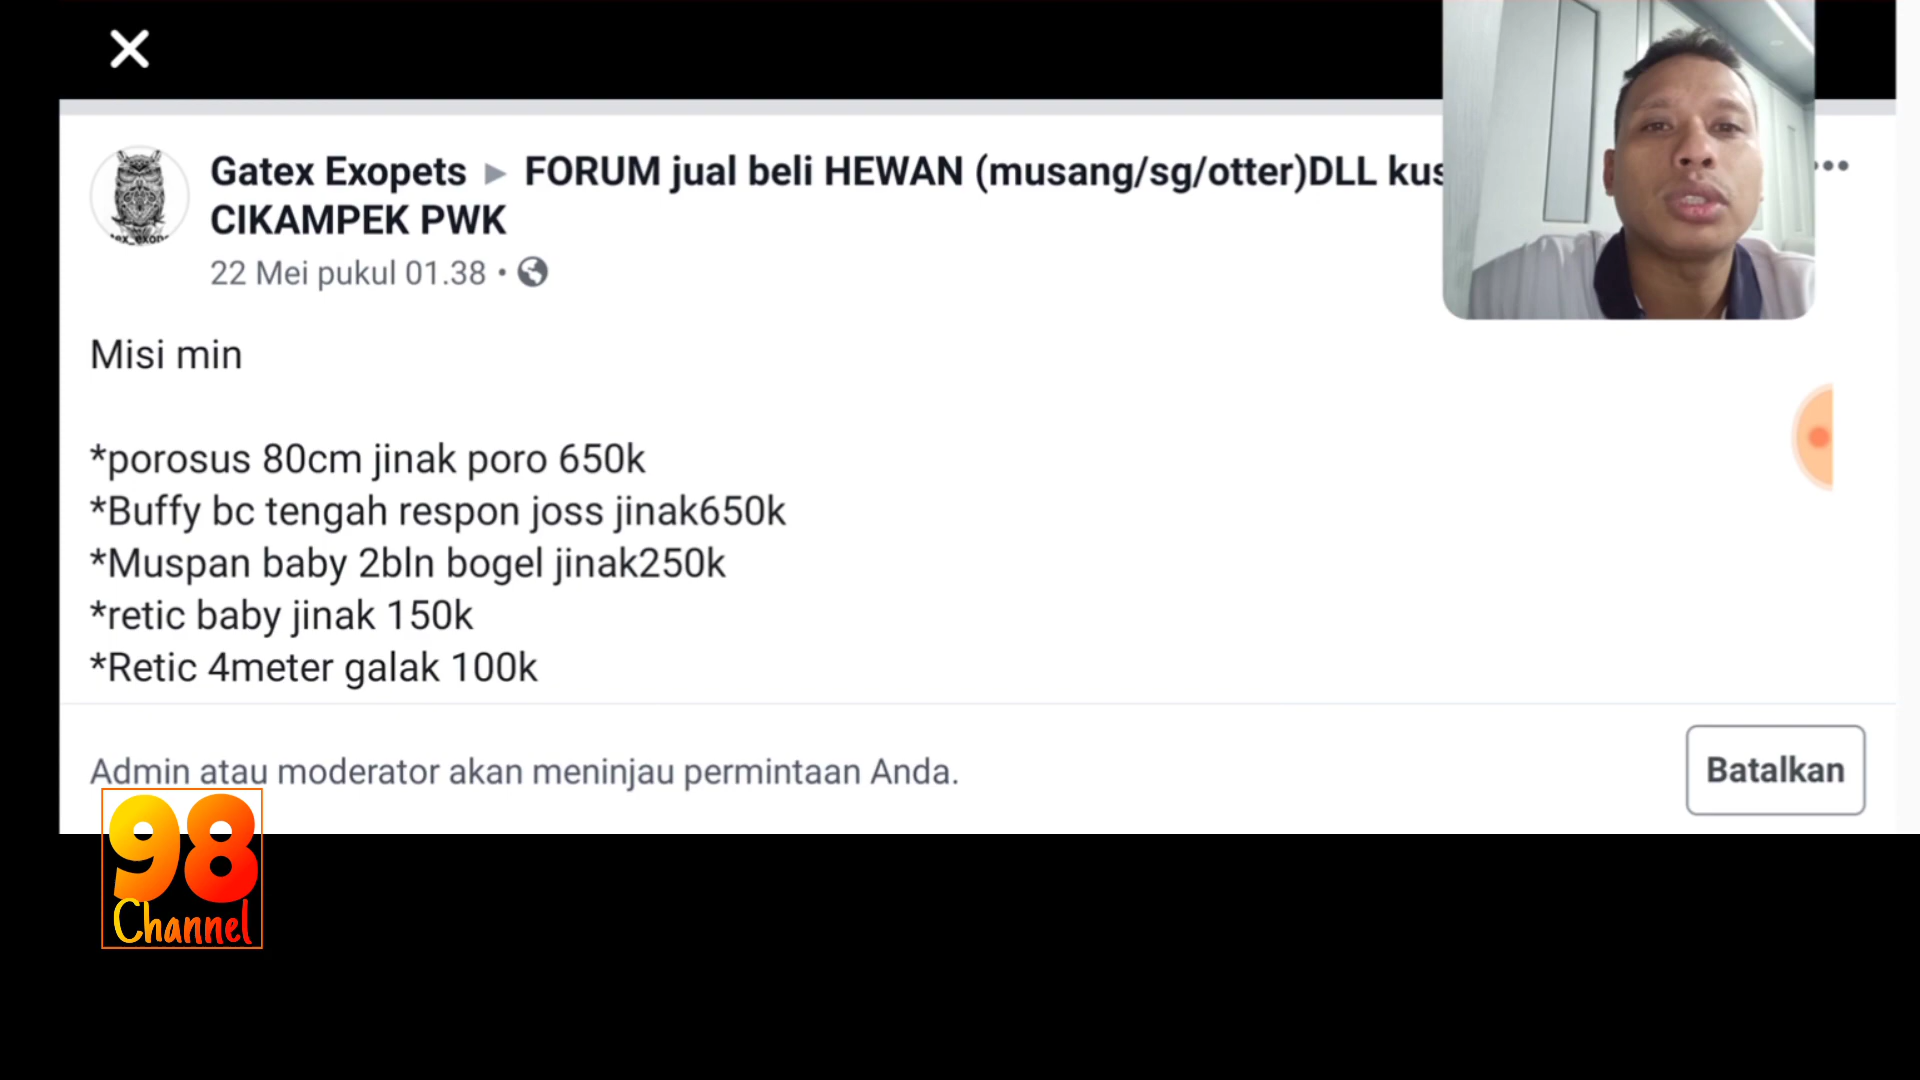 Gatex Exopets ▸ FORUM jual beli HEWAN (musang/sg/otter)DLL kus
CIKAMPEK PWK
22 Mei pukul 01.38 •
Misi min
*porosus 80cm jinak poro 650k
*Buffy bc tengah respon joss jinak650k
*Muspan baby 2bln bogel jinak250k
*retic baby jinak 150k
*Retic 4meter galak 100k
Admin atau moderator akan meninjau permintaan Anda.
Batalkan
98
Channel